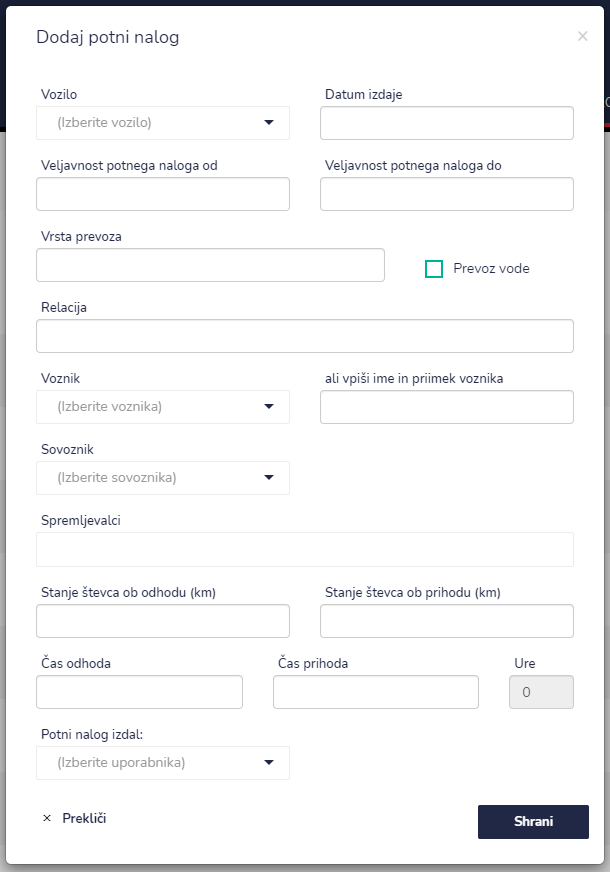 Dodaj potni nalog ×
Vozilo Datum izdaje
(Izberite vozilo)
Veljavnost potnega naloga od Veljavnost potnega naloga do
Vrsta prevoza
Prevoz vode
Relacija
Voznik ali vpiši ime in priimek voznika
(Izberite voznika)
Sovoznik
(Izberite sovoznika)
Spremljevalci
Stanje števca ob odhodu (km) Stanje števca ob prihodu (km)
Čas odhoda Čas prihoda Ure
0
Potni nalog izdal:
(Izberite uporabnika)
× Prekliči Shrani